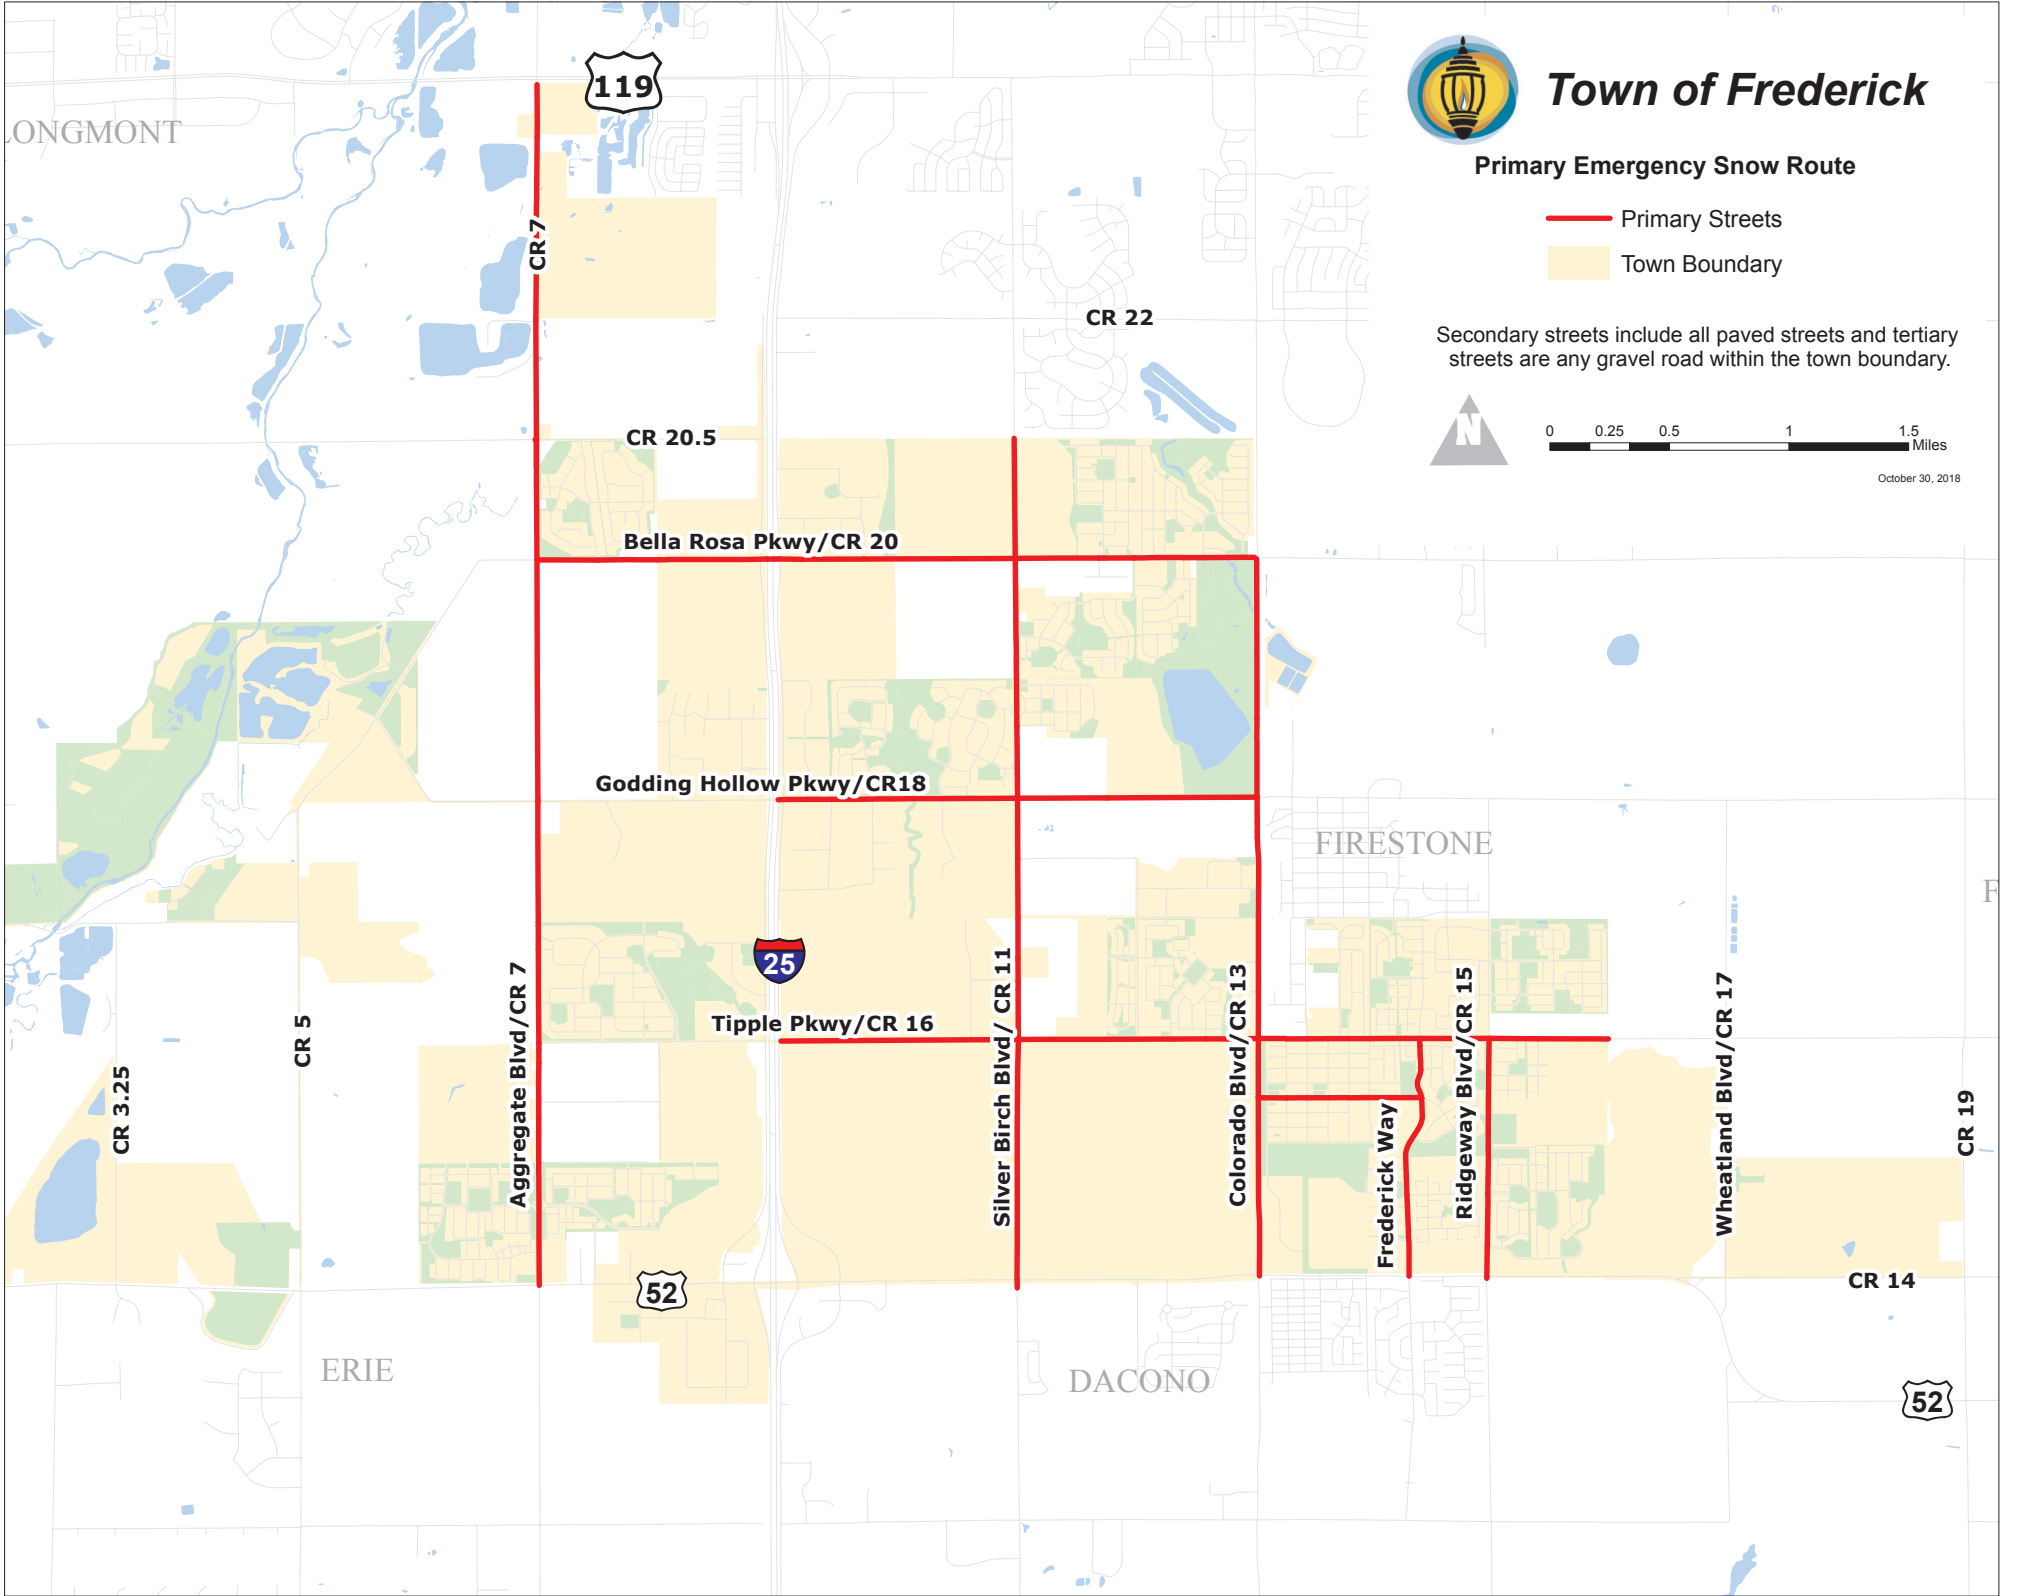 119
Town of Frederick
LONGMONT
Primary Emergency Snow Route
Primary Streets
CR 7
Town Boundary
CR 22
Secondary streets include all paved streets and tertiary
streets are any gravel road within the town boundary.
N
0 0.25 0.5 1 1.5
Miles
CR 20.5
October 30, 2018
Bella Rosa Pkwy/CR 20
Godding Hollow Pkwy/CR18
FIRESTONE
F
25
Tipple Pkwy/CR 16
CR 3.25
CR 5
Aggregate Blvd/CR 7
Silver Birch Blvd/ CR 11
Colorado Blvd/CR 13
Frederick Way
Ridgeway Blvd/CR 15
Wheatland Blvd/CR 17
CR 19
CR 14
52
ERIE
DACONO
52